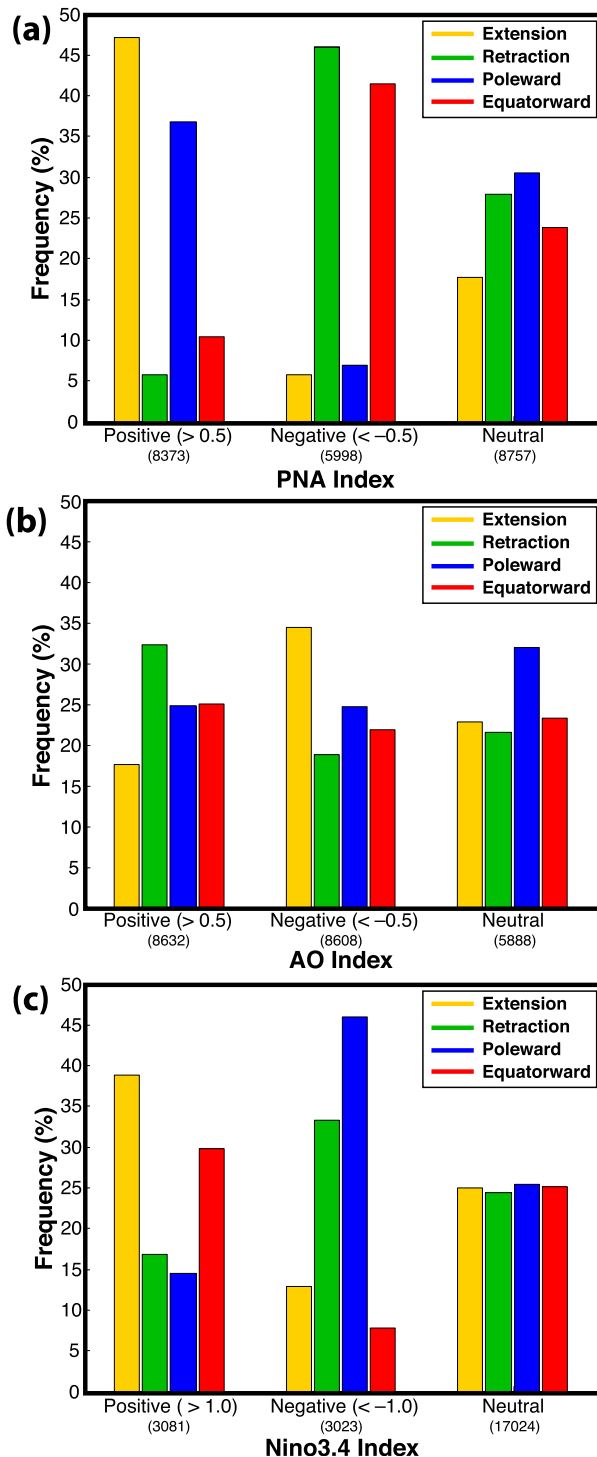 (a)
50
45
40
35
30
25
20
15
10
5
0
Frequency (%)
Extension
Retraction
Poleward
Equatorward
Positive (> 0.5) Negative (< –0.5) Neutral
(8373) (5998) (8757)
PNA Index
(b)
50
45
40
35
30
25
20
15
10
5
0
Frequency (%)
Extension
Retraction
Poleward
Equatorward
Positive (> 0.5) Negative (< –0.5) Neutral
(8632) (8608) (5888)
AO Index
(c)
50
45
40
35
30
25
20
15
10
5
0
Frequency (%)
Extension
Retraction
Poleward
Equatorward
Positive ( > 1.0) Negative (< –1.0) Neutral
(3081) (3023) (17024)
Nino3.4 Index